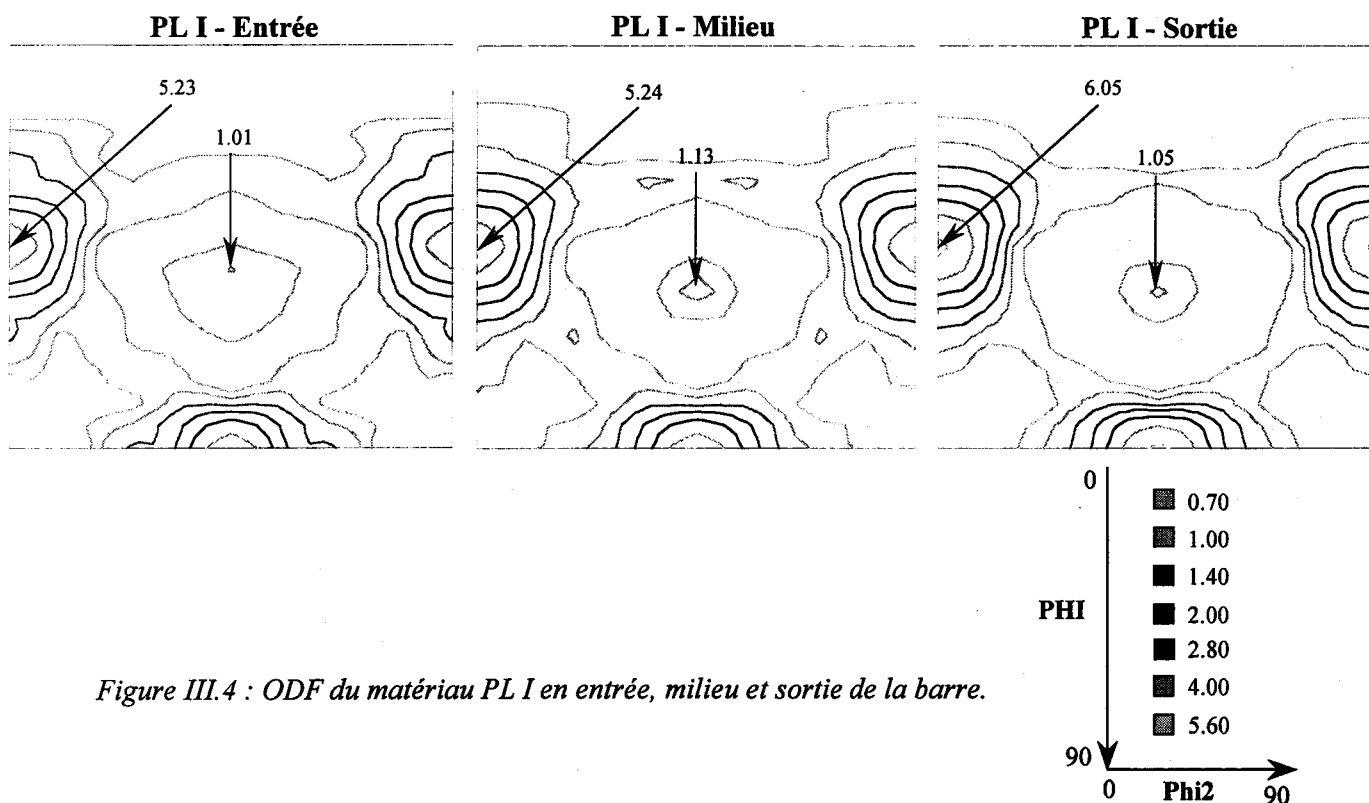 PL I - Entrée
PL I - Milieu
PL I - Sortie
5.23
1.01
5.24
1.13
6.05
1.05
0
0.70
1.00
1.40
PHI
2.00
2.80
4.00
5.60
90
0
Phi2
90
Figure III.4 : ODF du matériau PL I en entrée, milieu et sortie de la barre.